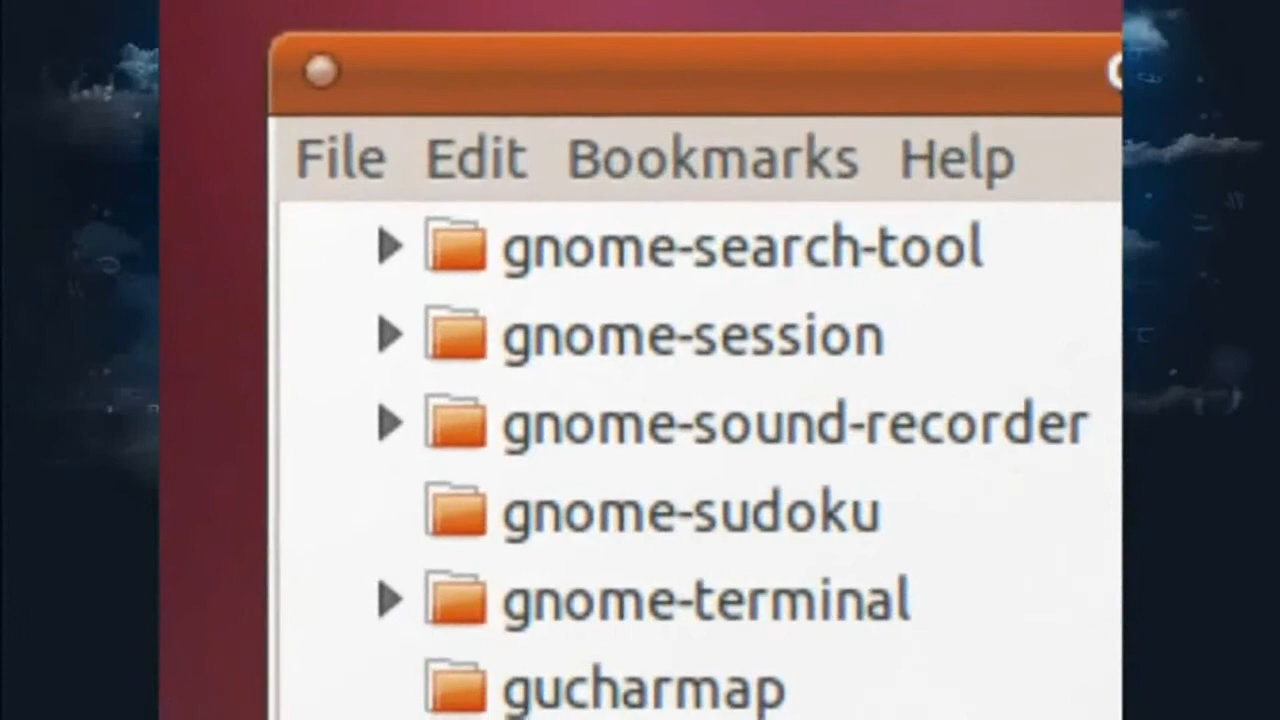 File Edit Bookmarks Help
gnome-search-tool
gnome-session
gnome-sound-recorder
gnome-sudoku
gnome-terminal
gucharmap